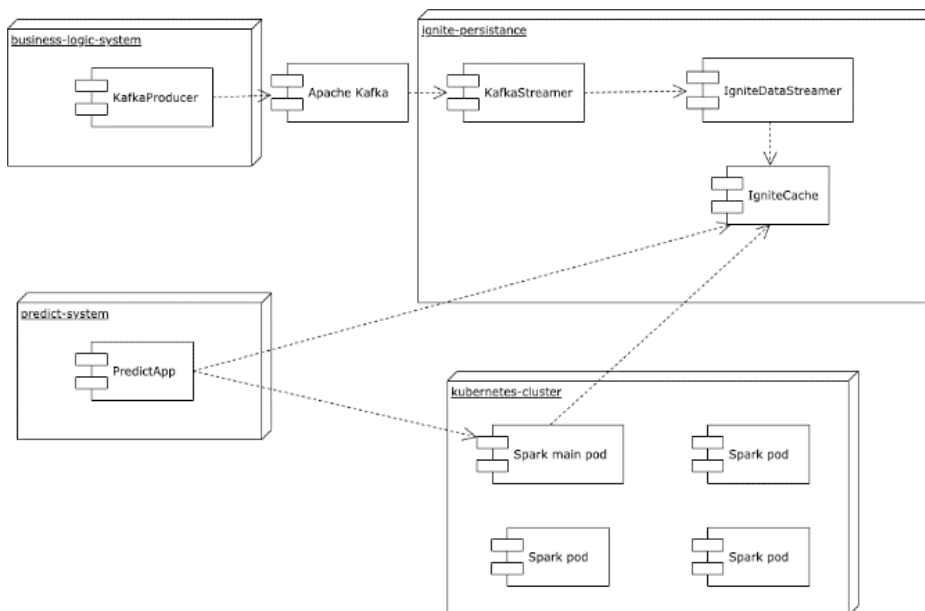 business-logic-system
KafkaProducer
Apache Kafka
ignite-persistance
KafkaStreamer
IgniteDataStreamer
IgniteCache
predict-system
PredictApp
kubernetes-cluster
Spark main pod
Spark pod
Spark pod
Spark pod